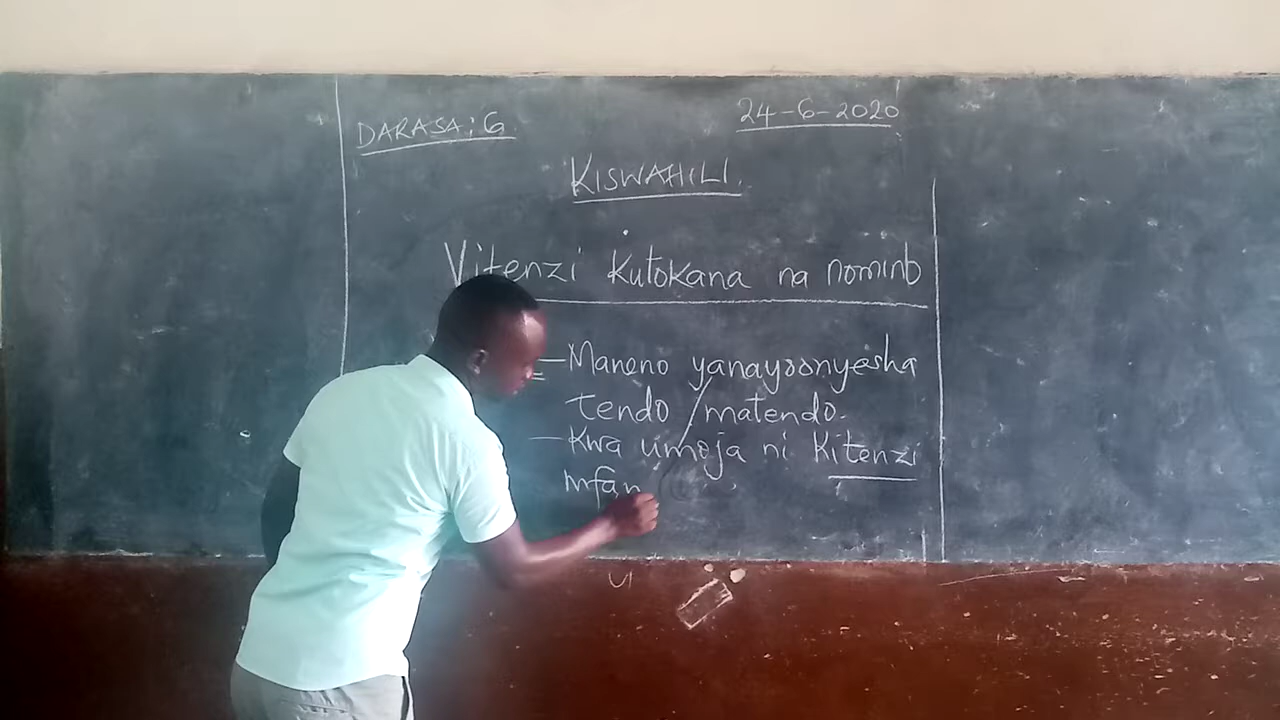 DARASA: 6
24-6-2020
KISWAHILI.
Vitenzi kutokana na nomino
- Maneno yanayoonyesha
tendo / matendo.
- Kwa umoja ni kitenzi
mfan